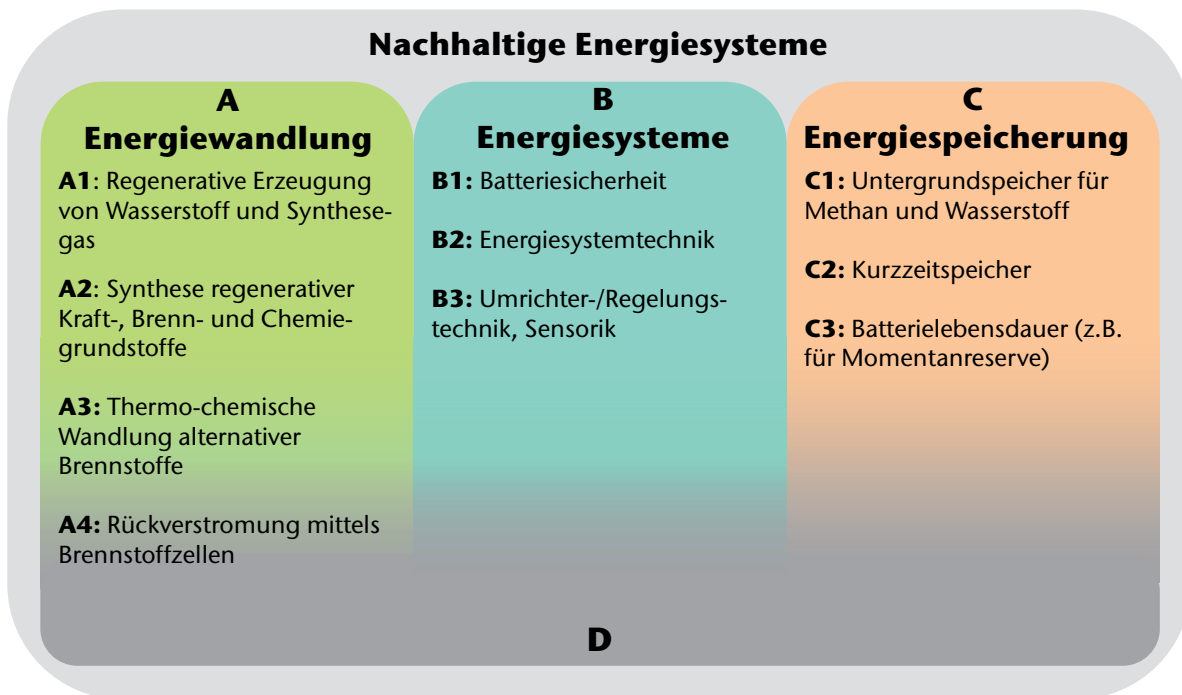 Nachhaltige Energiesysteme
A
Energiewandlung
A1: Regenerative Erzeugung
von Wasserstoff und Synthese-
gas
A2: Synthese regenerativer
Kraft-, Brenn- und Chemie-
grundstoffe
A3: Thermo-chemische
Wandlung alternativer
Brennstoffe
A4: Rückverstromung mittels
Brennstoffzellen
B
Energiesysteme
B1: Batteriesicherheit
B2: Energiesystemtechnik
B3: Umrichter-/Regelungs-
technik, Sensorik
C
Energiespeicherung
C1: Untergrundspeicher für
Methan und Wasserstoff
C2: Kurzzeitspeicher
C3: Batterielebensdauer (z.B.
für Momentanreserve)
D